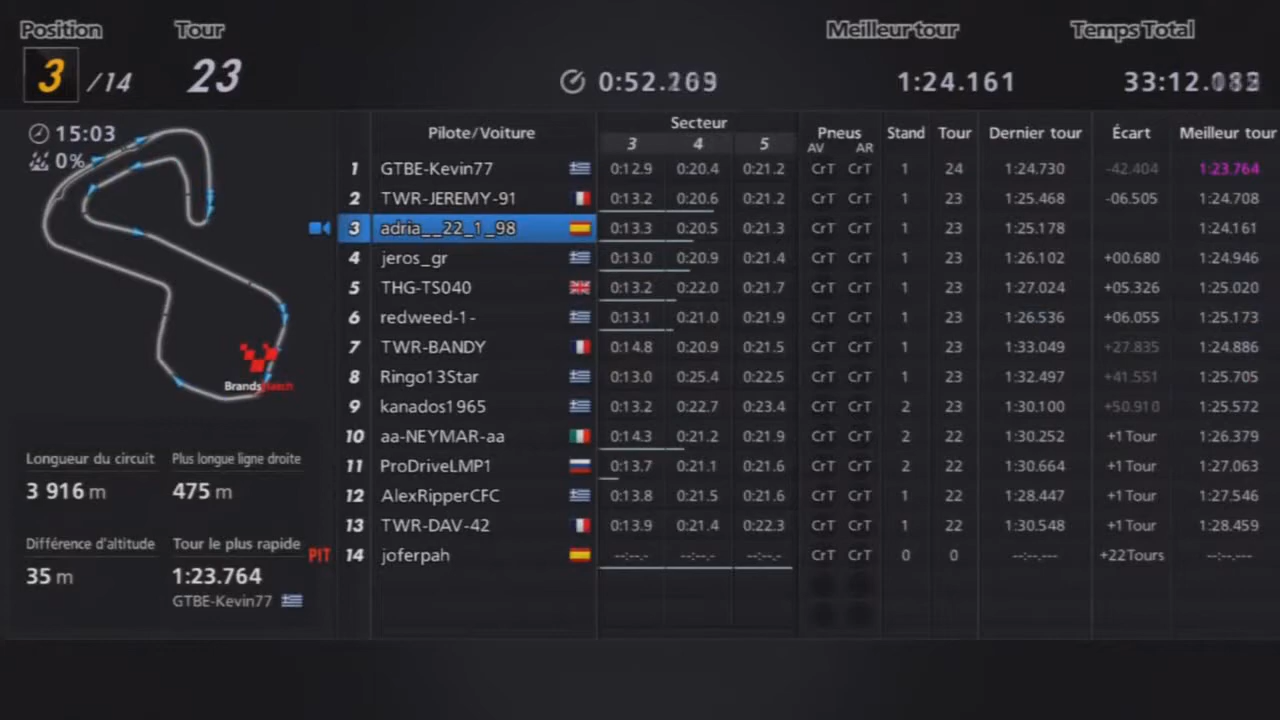 Position Tour Meilleur tour Temps Total
3 /14 23 0:52. 1:24.161 33:12.
15:03
0%
Brands Hatch
Longueur du circuit Plus longue ligne droite
3 916 m 475 m
Différence d'altitude Tour le plus rapide
35 m 1:23.764
GTBE-Kevin77
Pilote/Voiture Secteur Pneus Stand Tour Dernier tour Écart Meilleur tour
3 4 5 AV AR
1 GTBE-Kevin77 0:12.9 0:20.4 0:21.2 CrT CrT 1 24 1:24.730 -42.404 1:23.764
2 TWR-JEREMY-91 0:13.2 0:20.6 0:21.2 CrT CrT 1 23 1:25.468 -06.505 1:24.708
3 adria__22_1_98 0:13.3 0:20.5 0:21.3 CrT CrT 1 23 1:25.178 1:24.161
4 jeros_gr 0:13.0 0:20.9 0:21.4 CrT CrT 1 23 1:26.102 +00.680 1:24.946
5 THG-TS040 0:13.2 0:22.0 0:21.7 CrT CrT 1 23 1:27.024 +05.326 1:25.020
6 redweed-1- 0:13.1 0:21.0 0:21.9 CrT CrT 1 23 1:26.536 +06.055 1:25.173
7 TWR-BANDY 0:14.8 0:20.9 0:21.5 CrT CrT 1 23 1:33.049 +27.835 1:24.886
8 Ringo13Star 0:13.0 0:25.4 0:22.5 CrT CrT 1 23 1:32.497 +41.551 1:25.705
9 kanados1965 0:13.2 0:22.7 0:23.4 CrT CrT 2 23 1:30.100 +50.910 1:25.572
10 aa-NEYMAR-aa 0:14.3 0:21.2 0:21.9 CrT CrT 2 22 1:30.252 +1 Tour 1:26.379
11 ProDriveLMP1 0:13.7 0:21.1 0:21.6 CrT CrT 2 22 1:30.664 +1 Tour 1:27.063
12 AlexRipperCFC 0:13.8 0:21.5 0:21.6 CrT CrT 1 22 1:28.447 +1 Tour 1:27.546
13 TWR-DAV-42 0:13.9 0:21.4 0:22.3 CrT CrT 1 22 1:30.548 +1 Tour 1:28.459
PIT 14 joferpah --:--.- --:--.- --:--.- CrT CrT 0 0 --:--.--- +22Tours --:--.---